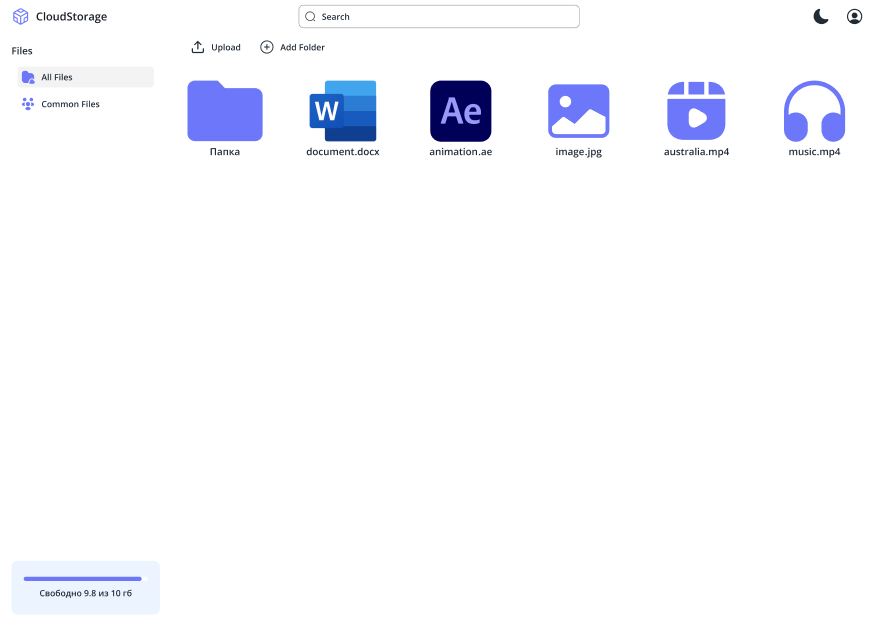 CloudStorage
Search
Files
Upload
Add Folder
All Files
Common Files
W
Ae
Папка
document.docx
animation.ae
image.jpg
australia.mp4
music.mp4
Свободно 9.8 из 10 гб